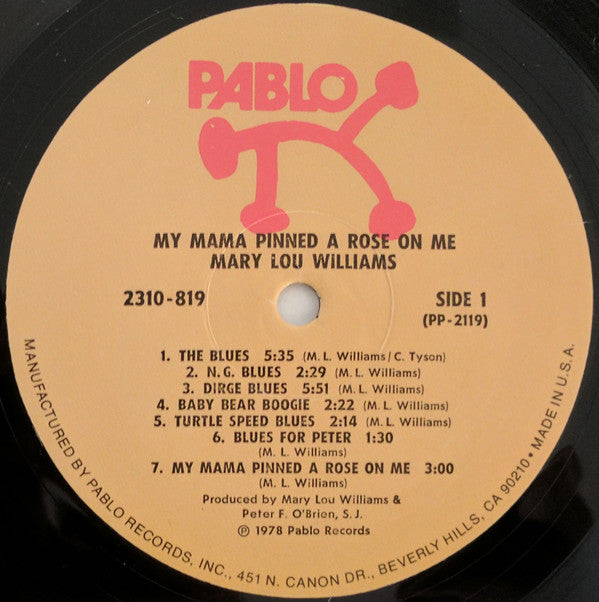 PABLO
MY MAMA PINNED A ROSE ON ME
MARY LOU WILLIAMS
2310-819
SIDE 1
(PP-2119)
1. THE BLUES 5:35 (M. L. Williams/C. Tyson)
2. N. G. BLUES 2:29 (M. L. Williams)
3. DIRGE BLUES 5:51 (M. L. Williams)
4. BABY BEAR BOOGIE 2:22 (M. L. Williams)
5. TURTLE SPEED BLUES 2:14 (M. L. Williams)
6. BLUES FOR PETER 1:30
(M. L. Williams)
7. MY MAMA PINNED A ROSE ON ME 3:00
(M. L. Williams)
Produced by Mary Lou Williams &
Peter F. O'Brien, S. J.
℗ 1978 Pablo Records
MANUFACTURED BY PABLO RECORDS, INC., 451 N. CANON DR., BEVERLY HILLS, CA 90210 • MADE IN U.S.A.